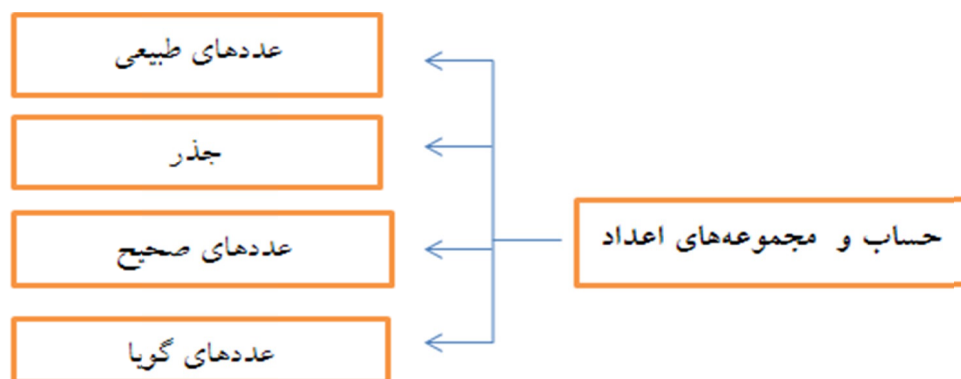 حساب و مجموعه‌های اعداد
عددهای طبیعی
جذر
عددهای صحیح
عددهای گویا